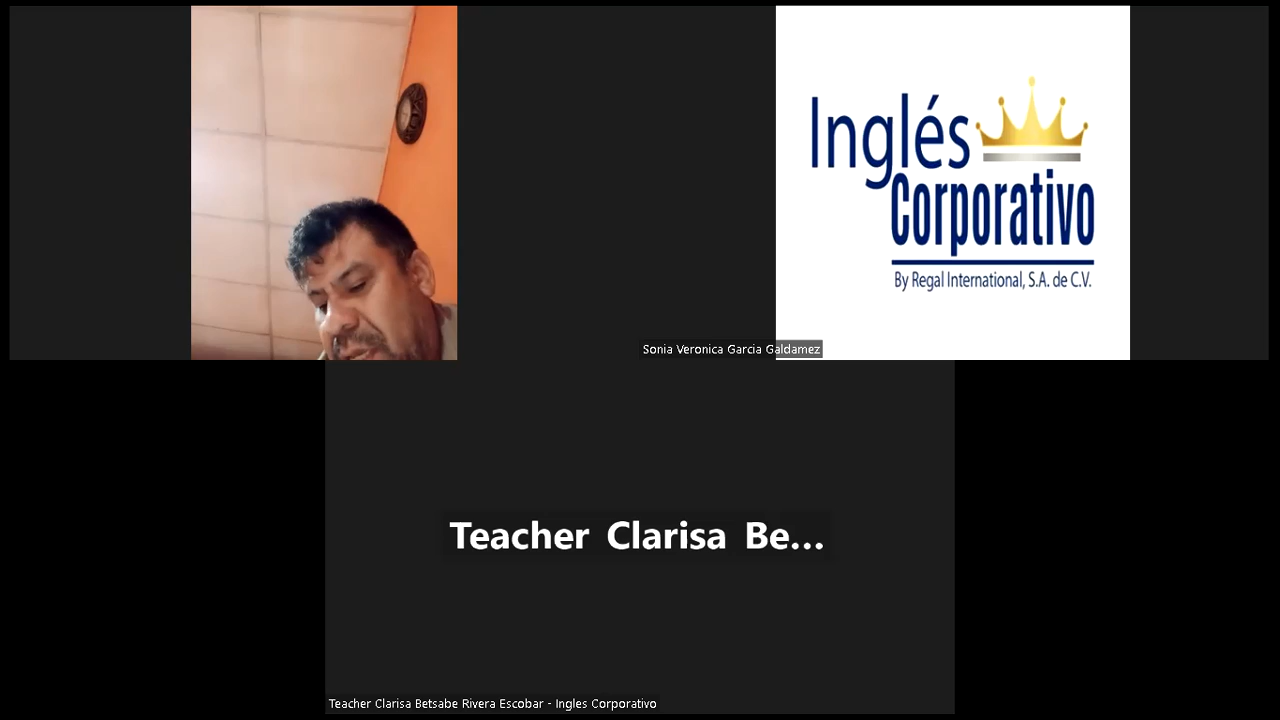 Inglés
Corporativo
By Regal International, S.A. de C.V.
Sonia Veronica Garcia Galdamez
Teacher Clarisa Be...
Teacher Clarisa Betsabe Rivera Escobar - Ingles Corporativo